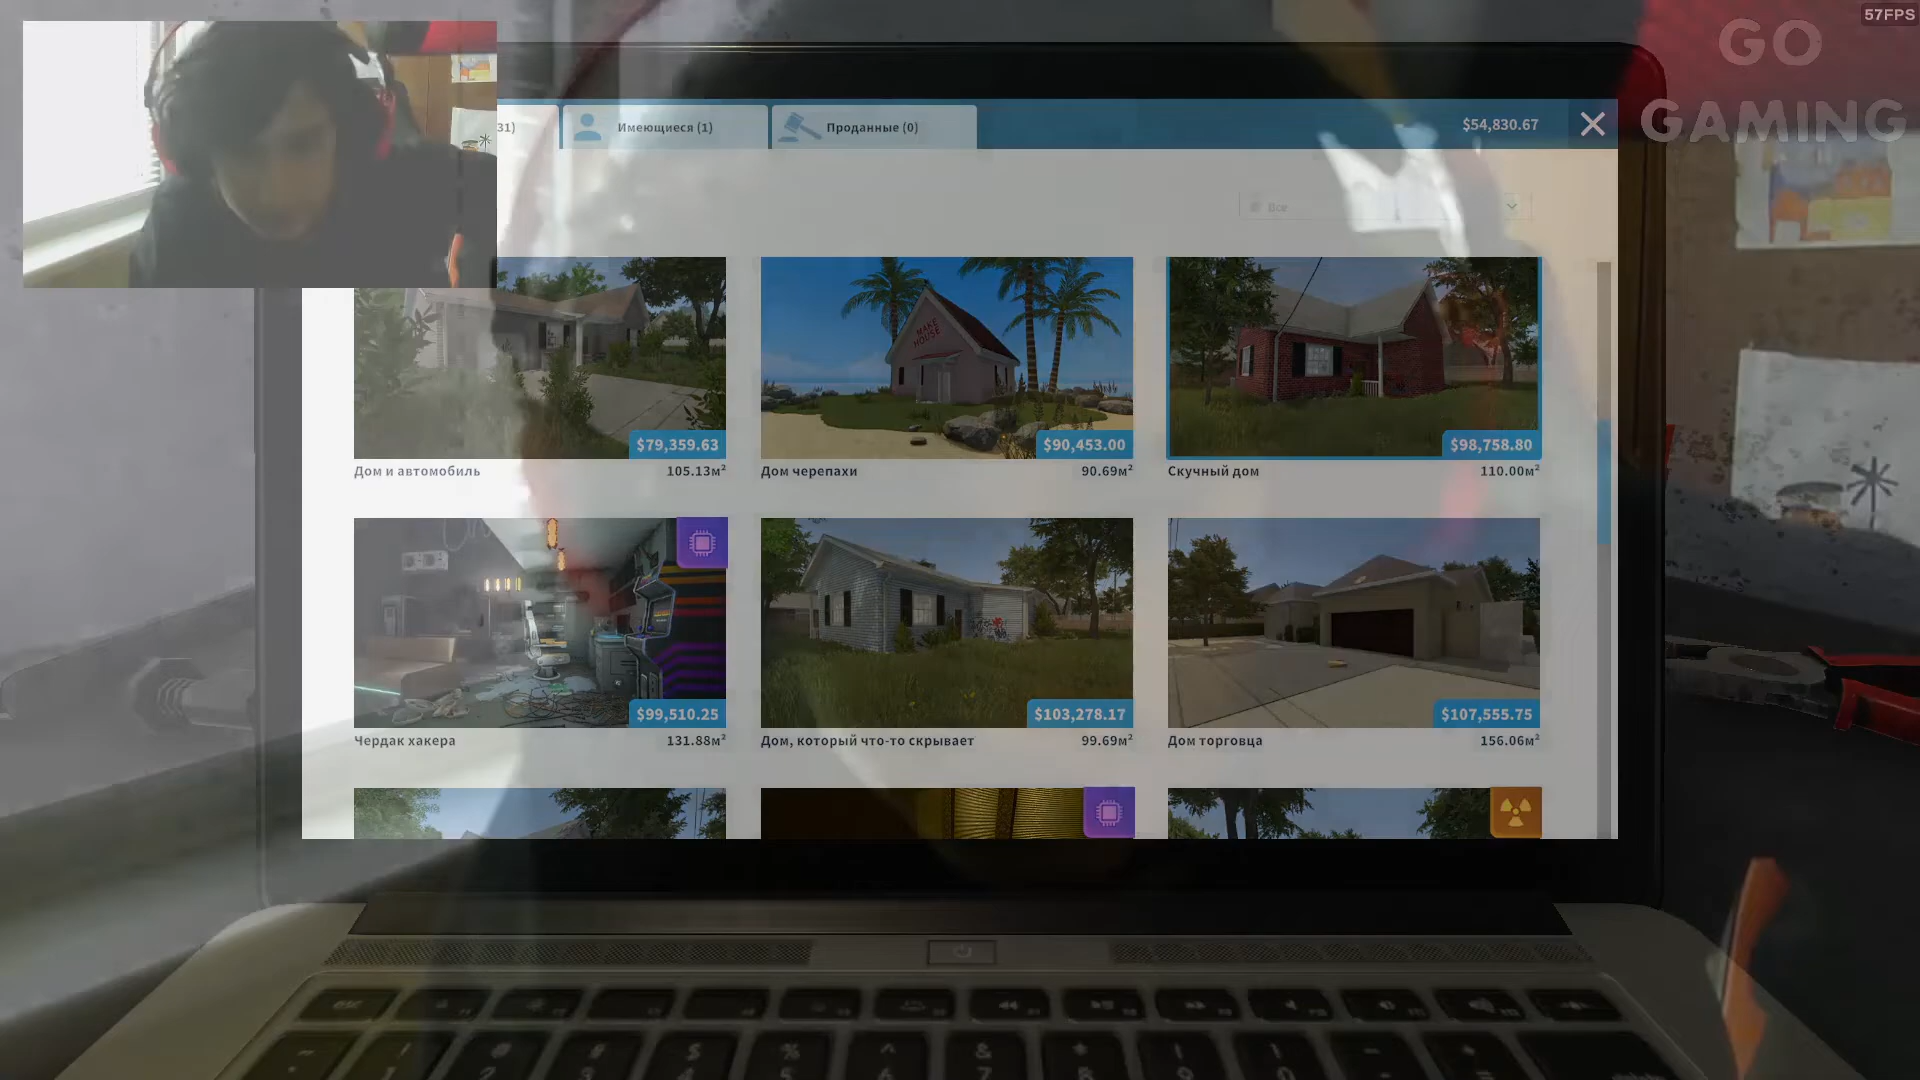 57FPS
GO
GAMING
31)
Имеющиеся (1)
Проданные (0)
$54,830.67
Все
MAKE
HOUSE
$79,359.63
$90,453.00
$98,758.80
Дом и автомобиль
105.13м²
Дом черепахи
90.69м²
Скучный дом
110.00м²
$99,510.25
$103,278.17
$107,555.75
Чердак хакера
131.88м²
Дом, который что-то скрывает
99.69м²
Дом торговца
156.06м²